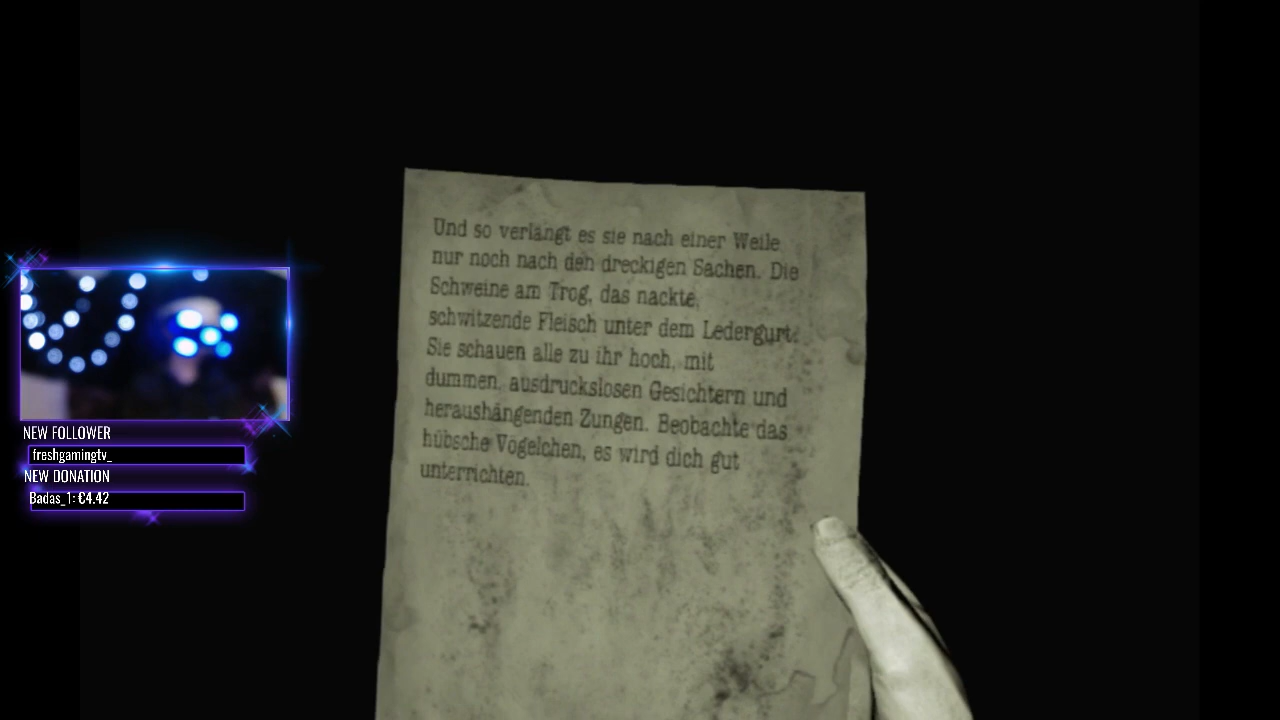 Und so verlangt es sie nach einer Weile
nur noch nach den dreckigen Sachen. Die
Schweine am Trog, das nackte,
schwitzende Fleisch unter dem Ledergurt.
Sie schauen alle zu ihr hoch, mit
dummen, ausdruckslosen Gesichtern und
heraushängenden Zungen. Beobachte das
hübsche Vögelchen, es wird dich gut
unterrichten.
NEW FOLLOWER
freshgamingtv_
NEW DONATION
Badas_1: €4.42